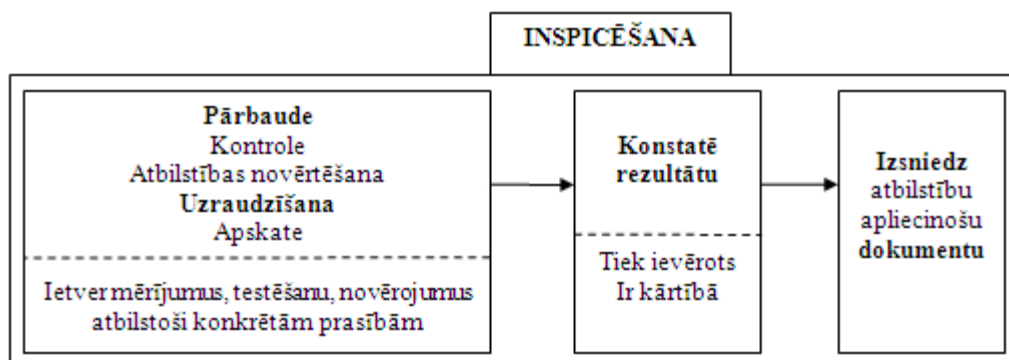 INSPICĒŠANA
Pārbaude
Kontrole
Atbilstības novērtēšana
Uzraudzīšana
Apskate
Ietver mērījumus, testēšanu, novērojumus
atbilstoši konkrētām prasībām
Konstatē
rezultātu
Tiek ievērots
Ir kārtībā
Izsniedz
atbilstību
apliecinošu
dokumentu